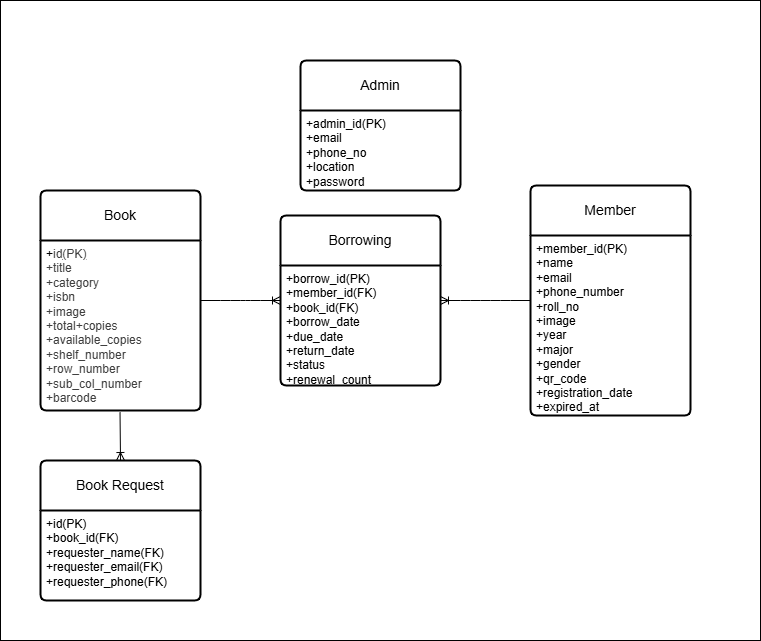 Admin
+admin_id(PK)
+email
+phone_no
+location
+password
Book
+id(PK)
+title
+category
+isbn
+image
+total+copies
+available_copies
+shelf_number
+row_number
+sub_col_number
+barcode
Borrowing
+borrow_id(PK)
+member_id(FK)
+book_id(FK)
+borrow_date
+due_date
+return_date
+status
+renewal_count
Member
+member_id(PK)
+name
+email
+phone_number
+roll_no
+image
+year
+major
+gender
+qr_code
+registration_date
+expired_at
Book Request
+id(PK)
+book_id(FK)
+requester_name(FK)
+requester_email(FK)
+requester_phone(FK)